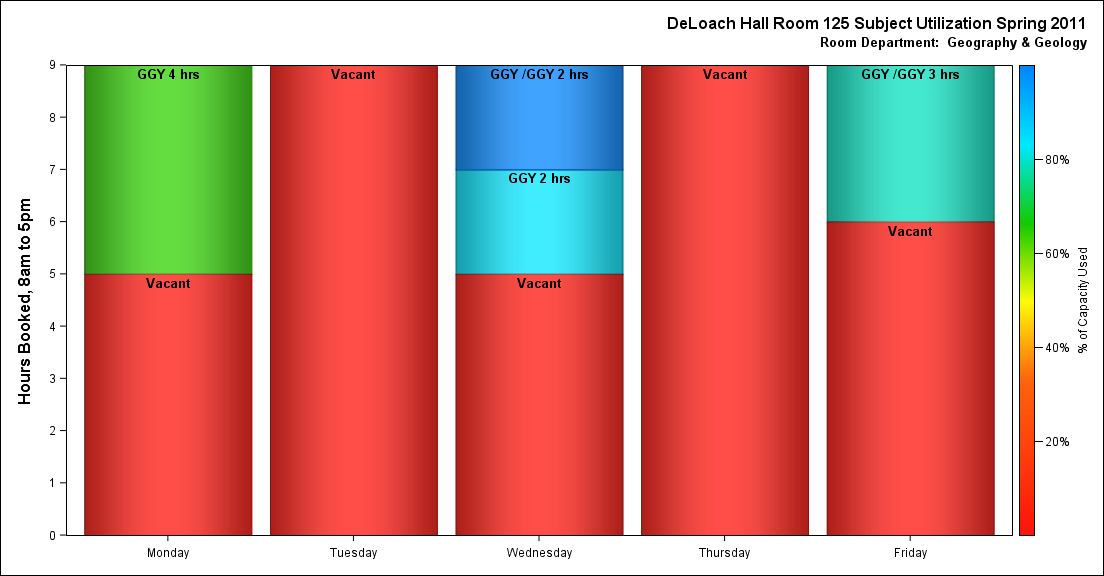 DeLoach Hall Room 125 Subject Utilization Spring 2011
Room Department: Geography & Geology
Hours Booked, 8am to 5pm
9
8
7
6
5
4
3
2
1
0
GGY 4 hrs
Vacant
Vacant
GGY /GGY 2 hrs
GGY 2 hrs
Vacant
Vacant
GGY /GGY 3 hrs
Vacant
Monday
Tuesday
Wednesday
Thursday
Friday
80%
60%
40%
20%
% of Capacity Used